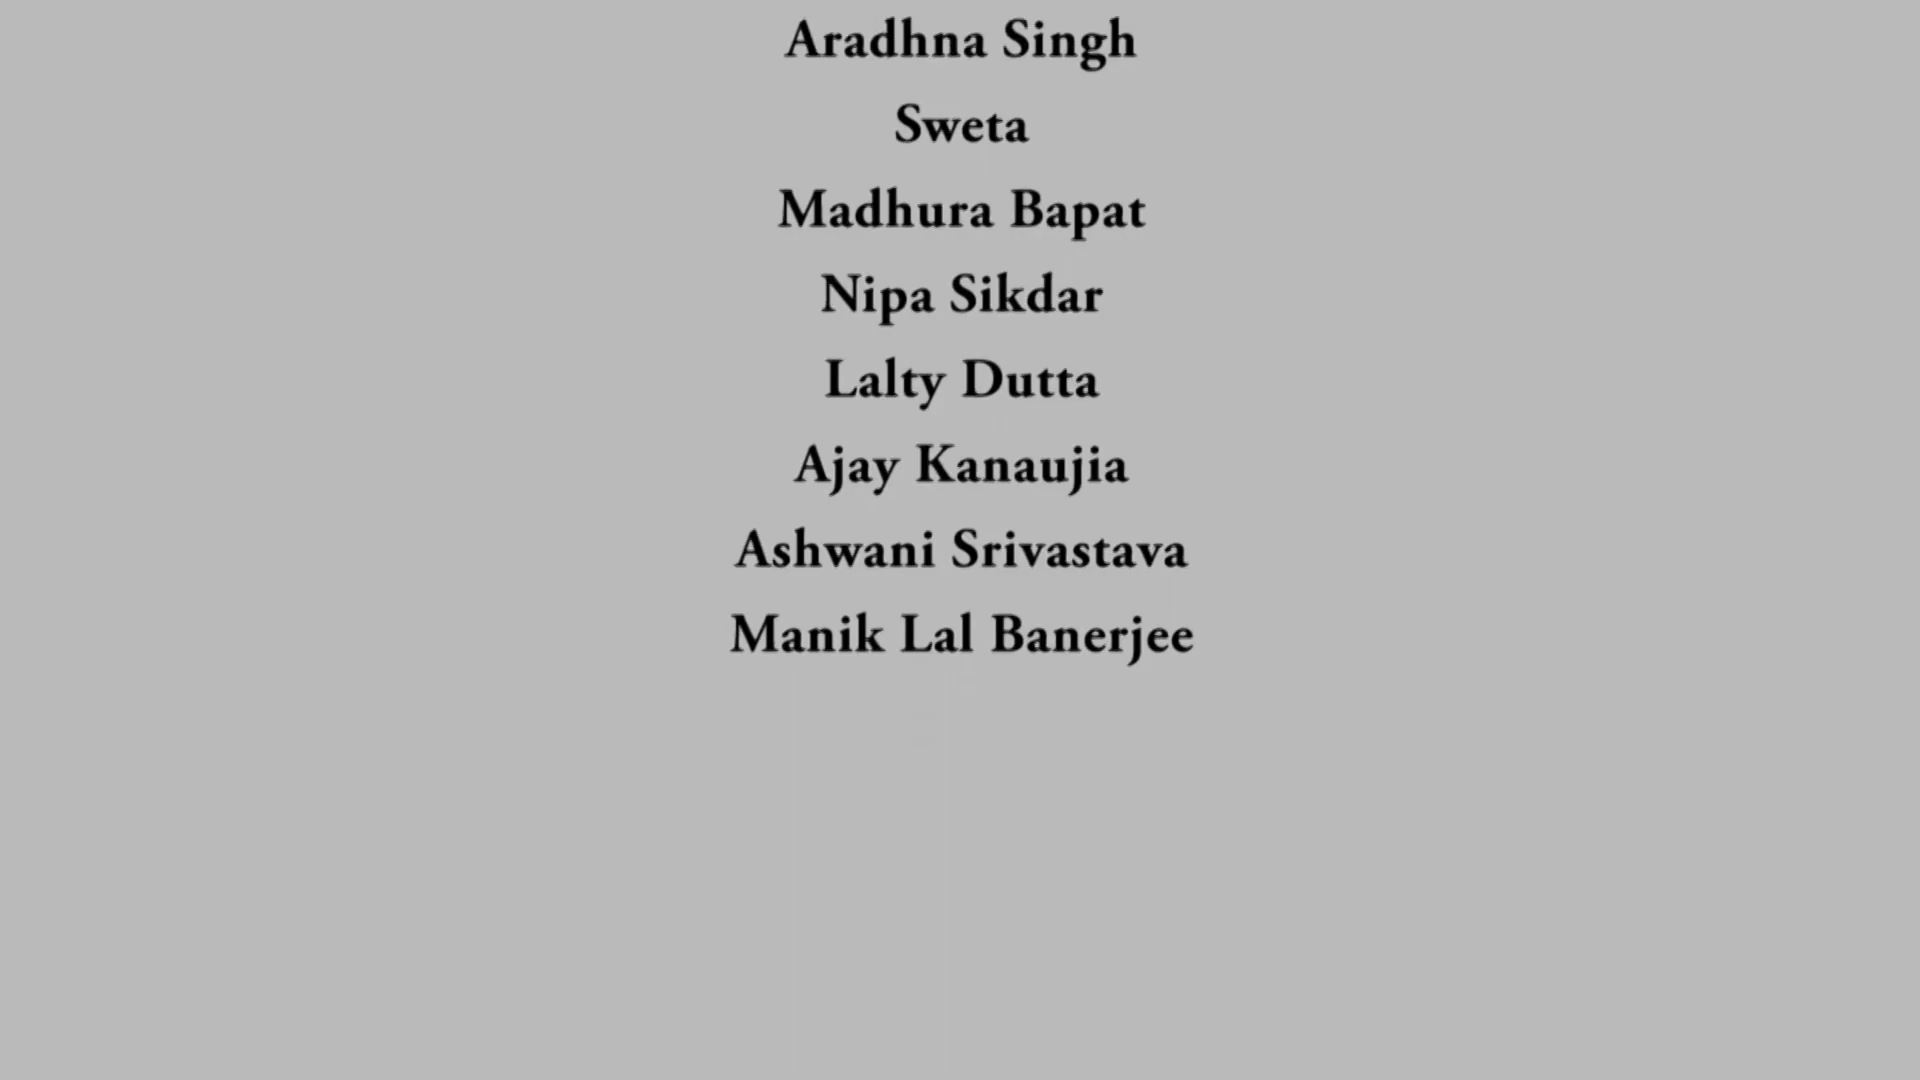 Aradhna Singh
Sweta
Madhura Bapat
Nipa Sikdar
Lalty Dutta
Ajay Kanaujia
Ashwani Srivastava
Manik Lal Banerjee